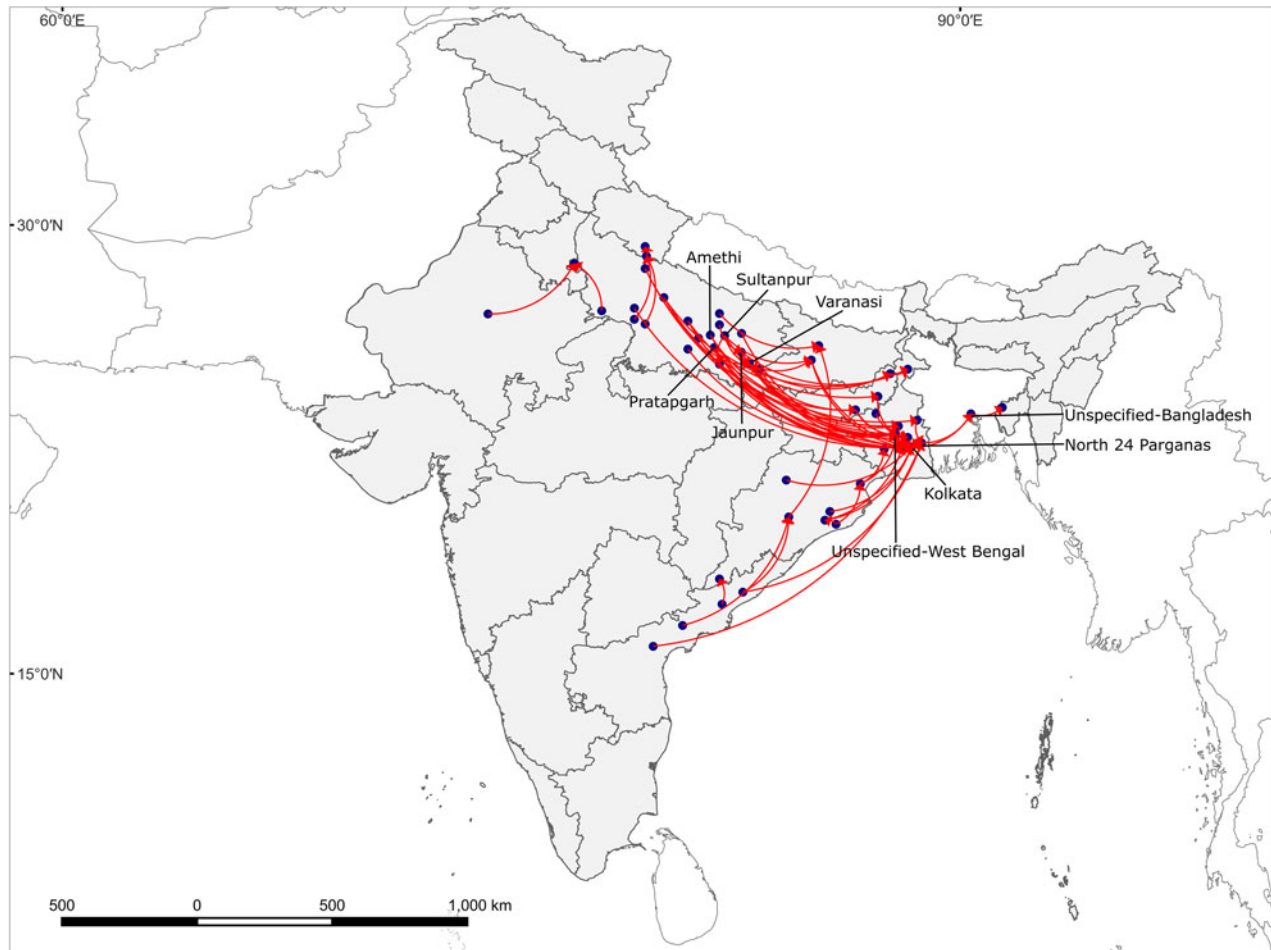 60°0'E
90°0'E
30°0'N
Amethi
Sultanpur
Varanasi
Pratapgarh
Jaunpur
Unspecified-Bangladesh
North 24 Parganas
Kolkata
Unspecified-West Bengal
15°0'N
500 0 500 1,000 km